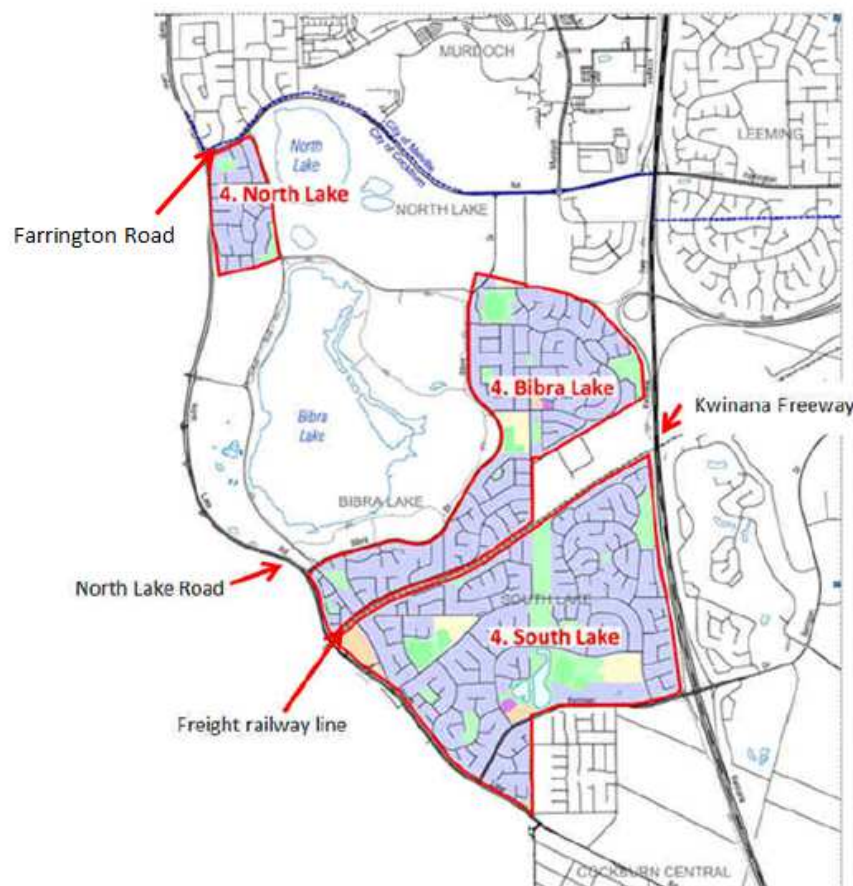 MURDOCH
LEEMING
City of Melville
City of Cockburn
North
Lake
4. North Lake
NORTH LAKE
Farrington Road
4. Bibra Lake
Kwinana Freeway
Bibra
Lake
BIBRA LAKE
North Lake Road
SOUTH LAKE
4. South Lake
Freight railway line
COCKBURN CENTRAL